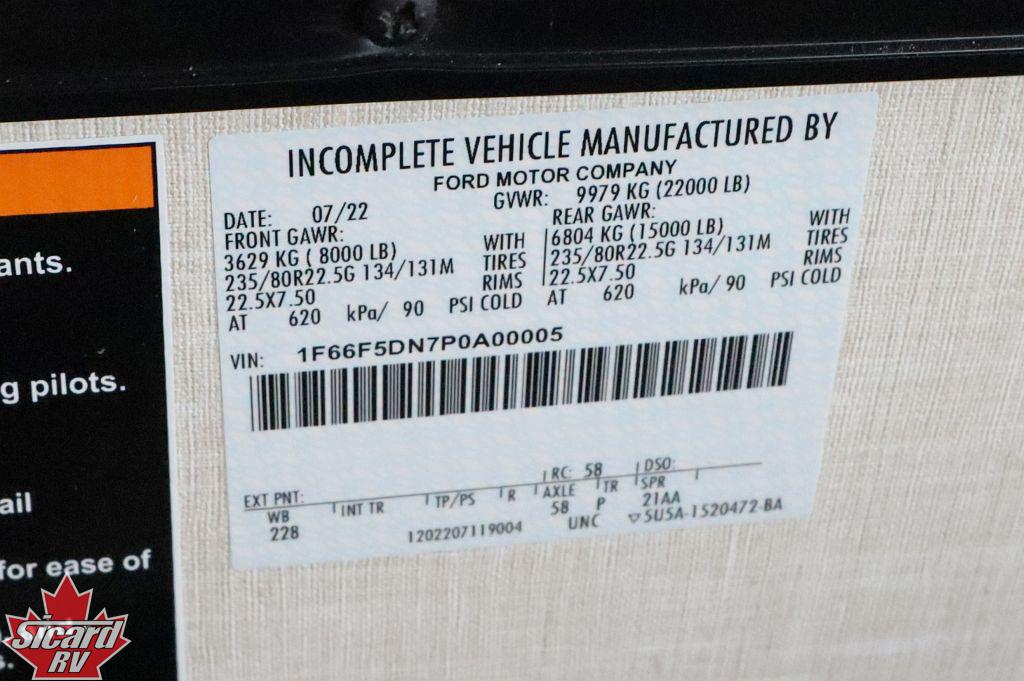 INCOMPLETE VEHICLE MANUFACTURED BY
FORD MOTOR COMPANY
DATE: 07/22 GVWR: 9979 KG (22000 LB)
FRONT GAWR: REAR GAWR:
3629 KG ( 8000 LB) WITH 6804 KG (15000 LB) WITH
235/80R22.5G 134/131M TIRES 235/80R22.5G 134/131M TIRES
22.5X7.50 RIMS 22.5X7.50 RIMS
AT 620 kPa/ 90 PSI COLD AT 620 kPa/ 90 PSI COLD
VIN: 1F66F5DN7P0A00005
EXT PNT: RC: 58 DSO:
WB INT TR TP/PS R AXLE TR SPR
228 58 P 21AA
1202207119004 UNC 5U5A-1520472-BA
ants.
g pilots.
ail
for ease of
s.
Sicard
RV